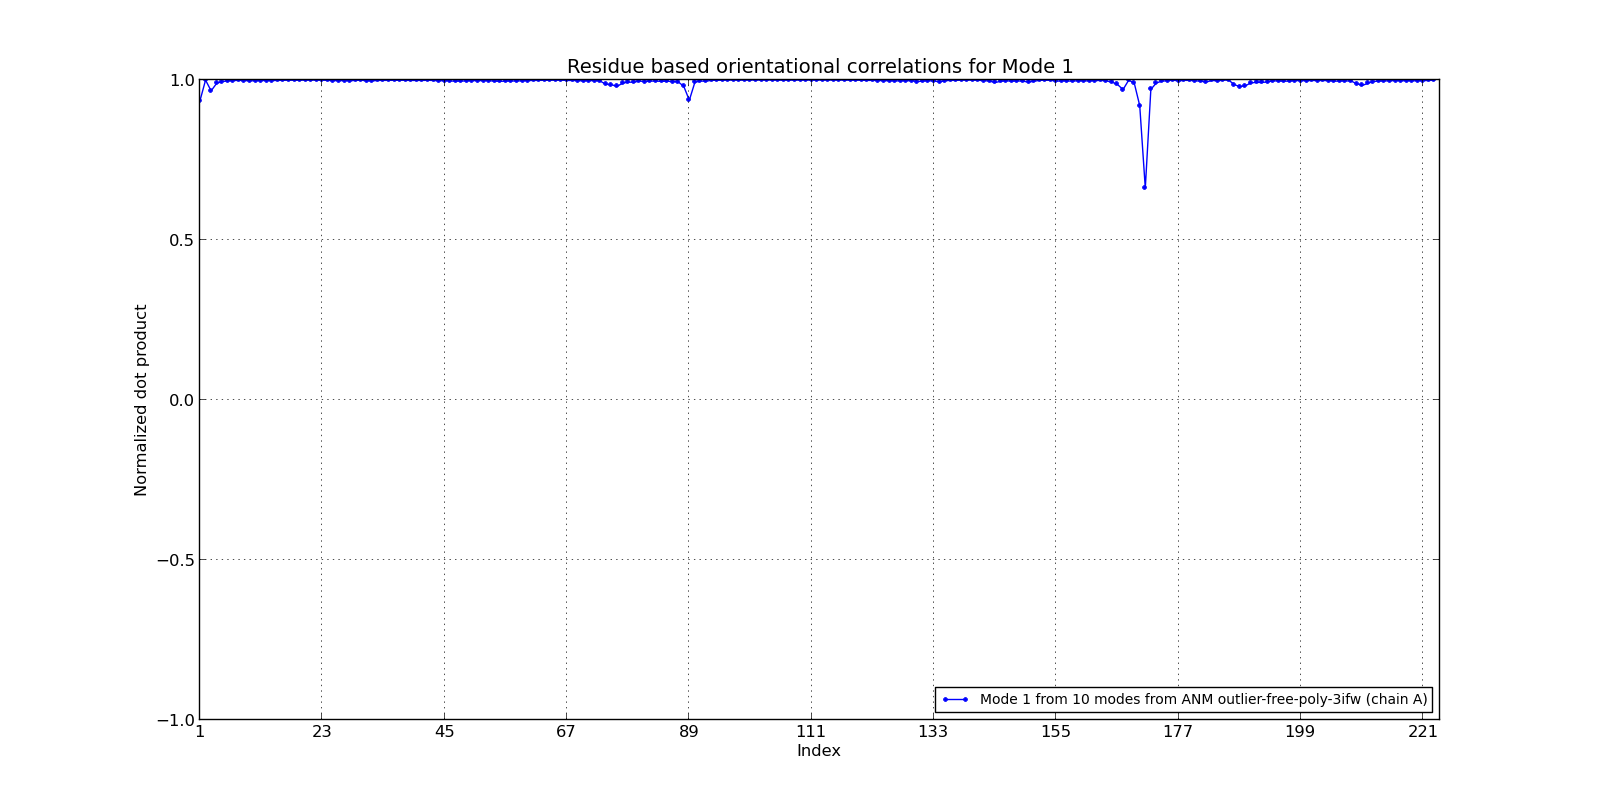 Residue based orientational correlations for Mode 1
1.0
0.5
0.0
−0.5
−1.0
Normalized dot product
1 23 45 67 89 111 133 155 177 199 221
Index
Mode 1 from 10 modes from ANM outlier-free-poly-3ifw (chain A)